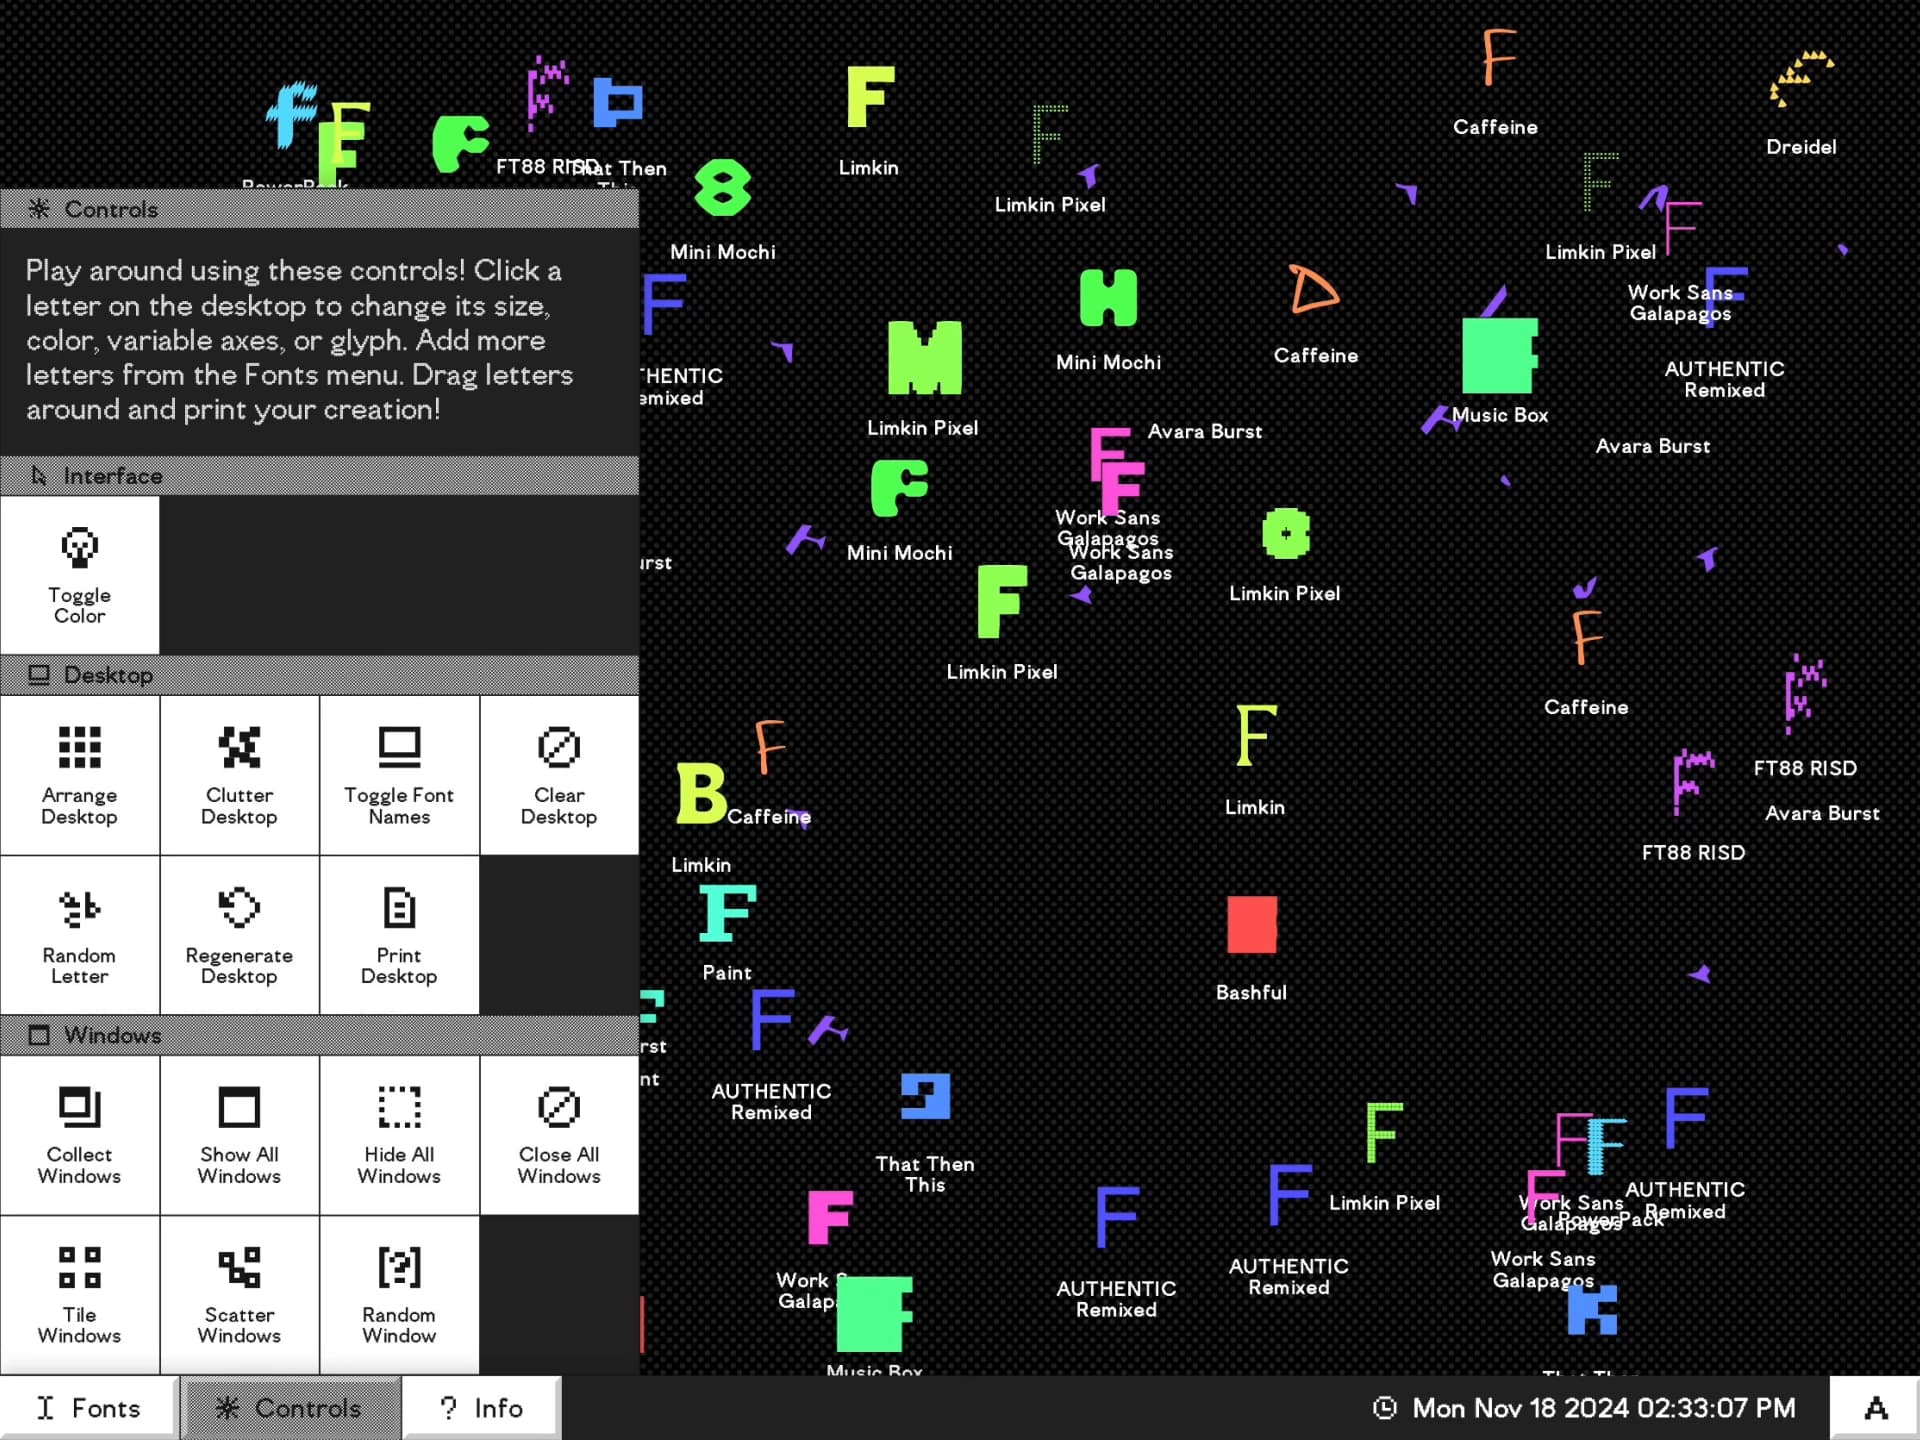 F
Caffeine
Dreidel
f
F
F
F
F
F
Limkin
F
FT88 RISD
That Then
Limkin Pixel
F
Limkin Pixel
8
Mini Mochi
F
Work Sans
Galapagos
F
AUTHENTIC
Remixed
Controls
Play around using these controls! Click a
letter on the desktop to change its size,
color, variable axes, or glyph. Add more
letters from the Fonts menu. Drag letters
around and print your creation!
Interface
Toggle
Color
Desktop
Arrange
Desktop
Clutter
Desktop
Toggle Font
Names
Clear
Desktop
Random
Letter
Regenerate
Desktop
Print
Desktop
Windows
Collect
Windows
Show All
Windows
Hide All
Windows
Close All
Windows
Tile
Windows
Scatter
Windows
Random
Window
F
THENTIC
emixed
M
Limkin Pixel
H
Mini Mochi
D
Caffeine
Music Box
Avara Burst
Avara Burst
F
F
Work Sans
Galapagos
Work Sans
Galapagos
F
Mini Mochi
Limkin Pixel
urst
F
Limkin Pixel
F
Caffeine
FT88 RISD
Avara Burst
F
FT88 RISD
F
Limkin
F
Caffeine
B
Limkin
F
Paint
Bashful
rst
nt
F
AUTHENTIC
Remixed
That Then
This
F
Work S
Galapa
Music Box
F
AUTHENTIC
Remixed
F
AUTHENTIC
Remixed
F
Limkin Pixel
F
F
F
AUTHENTIC
Remixed
F
Work Sans
Galapagos
PowerPack
Work Sans
Galapagos
K
Fonts
Controls
? Info
Mon Nov 18 2024 02:33:07 PM
A